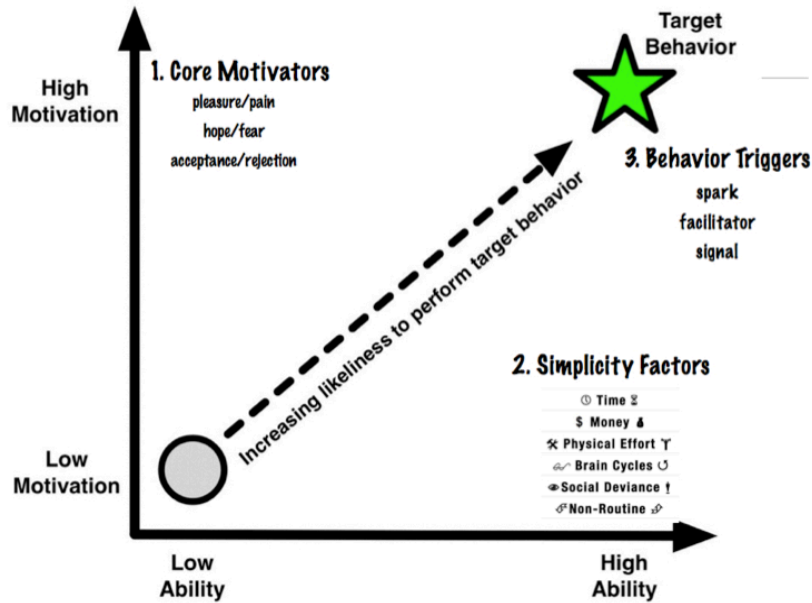 Target
Behavior
High
Motivation
1. Core Motivators
pleasure/pain
hope/fear
acceptance/rejection
3. Behavior Triggers
spark
facilitator
signal
Increasing likeliness to perform target behavior
2. Simplicity Factors
Time
$ Money
Physical Effort
Brain Cycles
Social Deviance
Non-Routine
Low
Motivation
Low
Ability
High
Ability